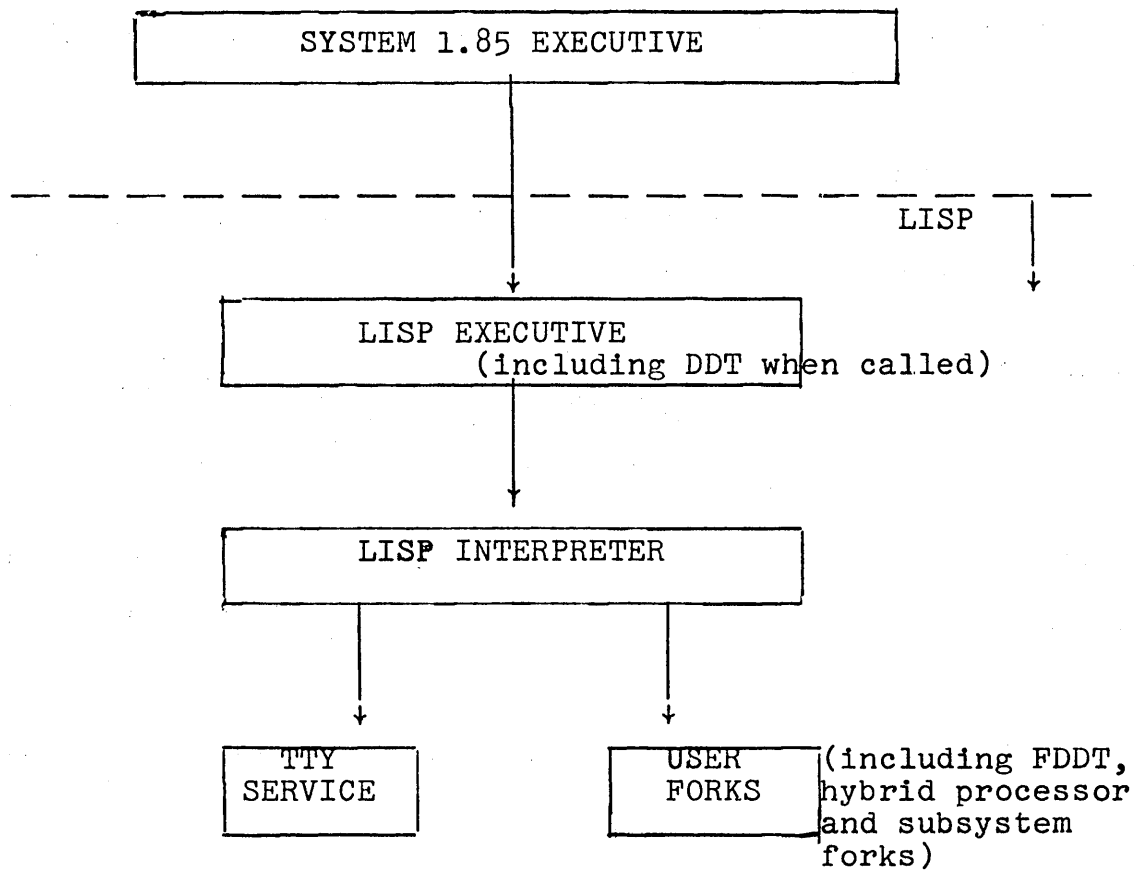 SYSTEM 1.85 EXECUTIVE
LISP
LISP EXECUTIVE
(including DDT when called)
LISP INTERPRETER
TTY
SERVICE
USER
FORKS
(including FDDT,
hybrid processor
and subsystem
forks)